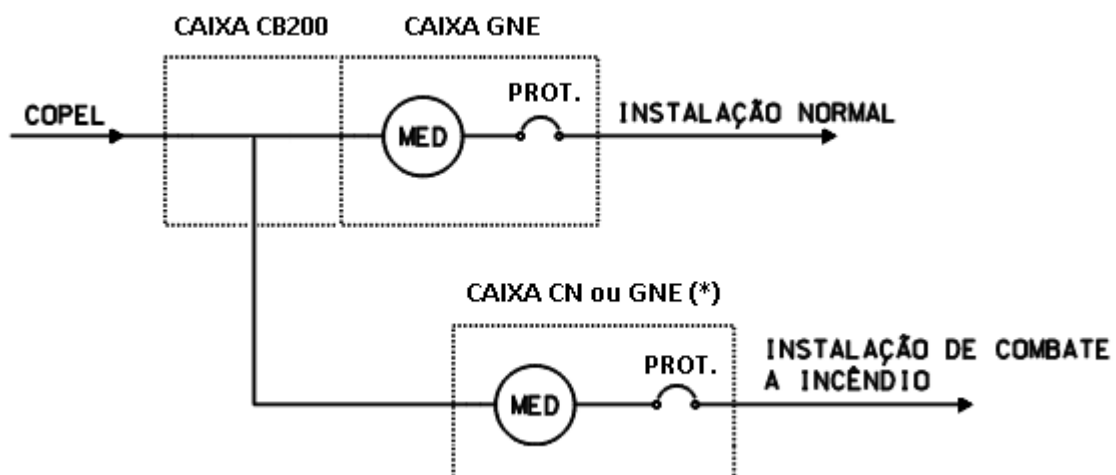 CAIXA CB200
CAIXA GNE
COPEL
MED
PROT.
INSTALAÇÃO NORMAL
CAIXA CN ou GNE (*)
MED
PROT.
INSTALAÇÃO DE COMBATE
A INCÊNDIO